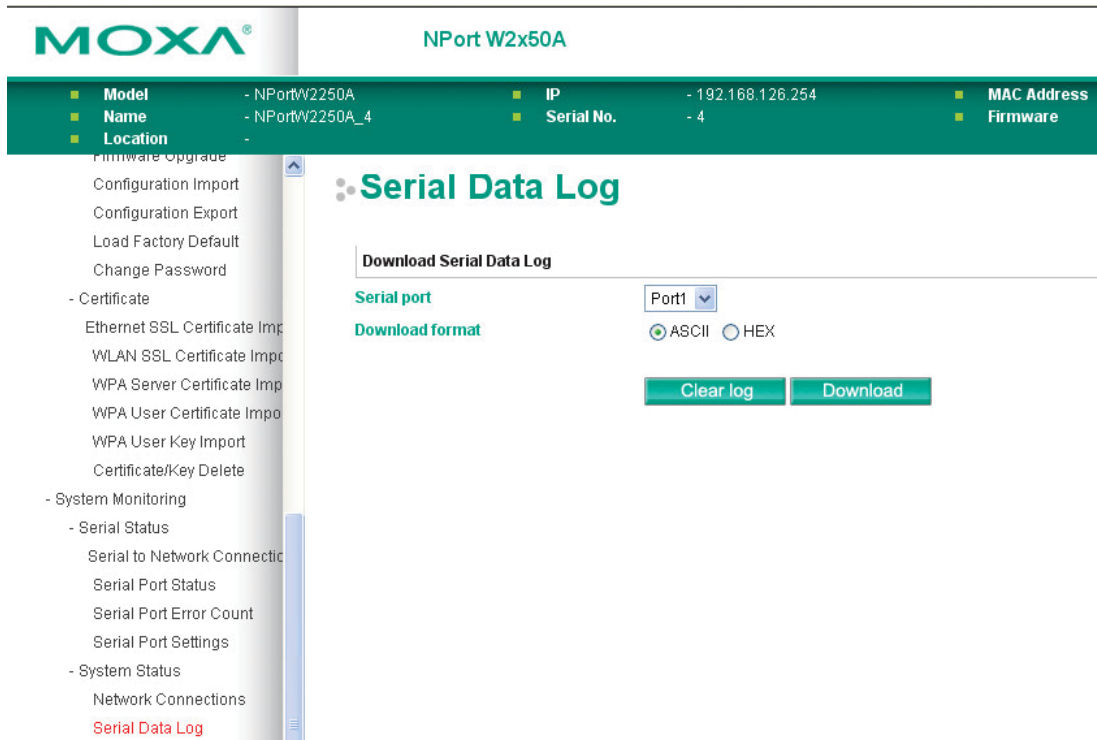 MOXA®
NPort W2x50A
Model - NPortW2250A IP - 192.168.126.254 MAC Address
Name - NPortW2250A_4 Serial No. - 4 Firmware
Location -
Firmware Upgrade
Configuration Import
Configuration Export
Load Factory Default
Change Password
- Certificate
Ethernet SSL Certificate Imp
WLAN SSL Certificate Impo
WPA Server Certificate Imp
WPA User Certificate Impo
WPA User Key Import
Certificate/Key Delete
- System Monitoring
- Serial Status
Serial to Network Connectic
Serial Port Status
Serial Port Error Count
Serial Port Settings
- System Status
Network Connections
Serial Data Log
Serial Data Log
Download Serial Data Log
Serial port Port1
Download format ASCII HEX
Clear log Download